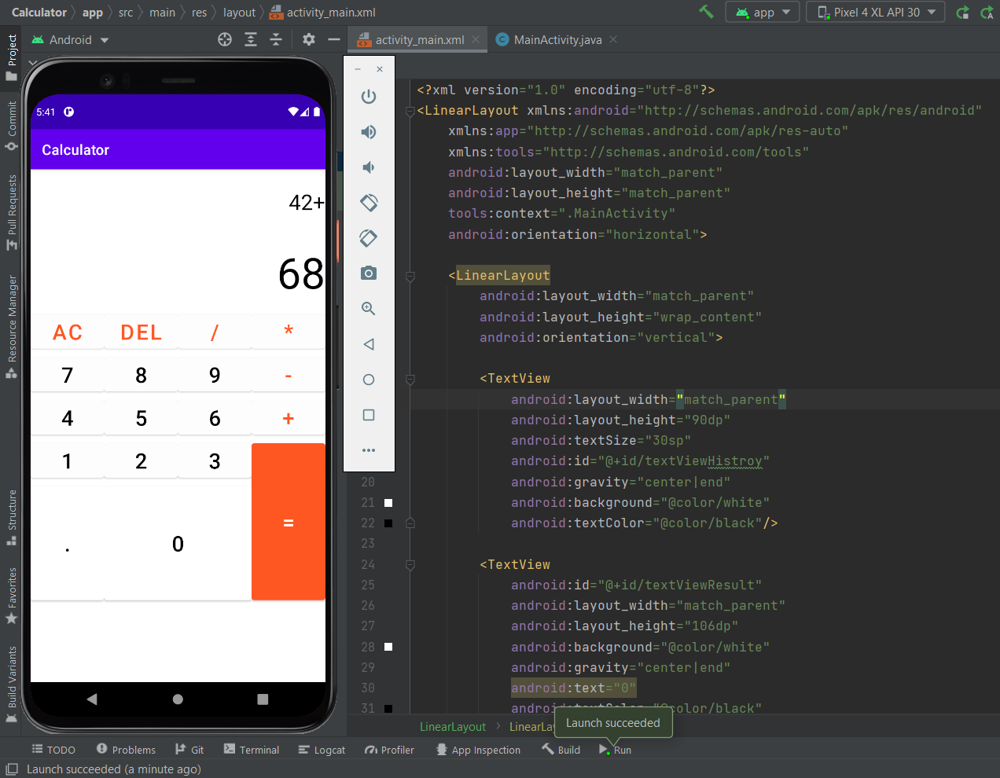 Calculator app src main res layout activity_main.xml app Pixel 4 XL API 30
Project
Android
activity_main.xml MainActivity.java
Commit
Pull Requests
Resource Manager
Structure
Favorites
Build Variants
5:41
Calculator
42+
68
AC DEL / *
7 8 9 -
4 5 6 +
1 2 3
=
. 0
<?xml version="1.0" encoding="utf-8"?>
<LinearLayout xmlns:android="http://schemas.android.com/apk/res/android"
xmlns:app="http://schemas.android.com/apk/res-auto"
xmlns:tools="http://schemas.android.com/tools"
android:layout_width="match_parent"
android:layout_height="match_parent"
tools:context=".MainActivity"
android:orientation="horizontal">
<LinearLayout
android:layout_width="match_parent"
android:layout_height="wrap_content"
android:orientation="vertical">
<TextView
android:layout_width="match_parent"
android:layout_height="90dp"
android:textSize="30sp"
android:id="@+id/textViewHistroy"
20 android:gravity="center|end"
21 android:background="@color/white"
22 android:textColor="@color/black"/>
23
24 <TextView
25 android:id="@+id/textViewResult"
26 android:layout_width="match_parent"
27 android:layout_height="106dp"
28 android:background="@color/white"
29 android:gravity="center|end"
30 android:text="0"
31 android:textColor="@color/black"
LinearLayout LinearLay
Launch succeeded
TODO Problems Git Terminal Logcat Profiler App Inspection Build Run
Launch succeeded (a minute ago)